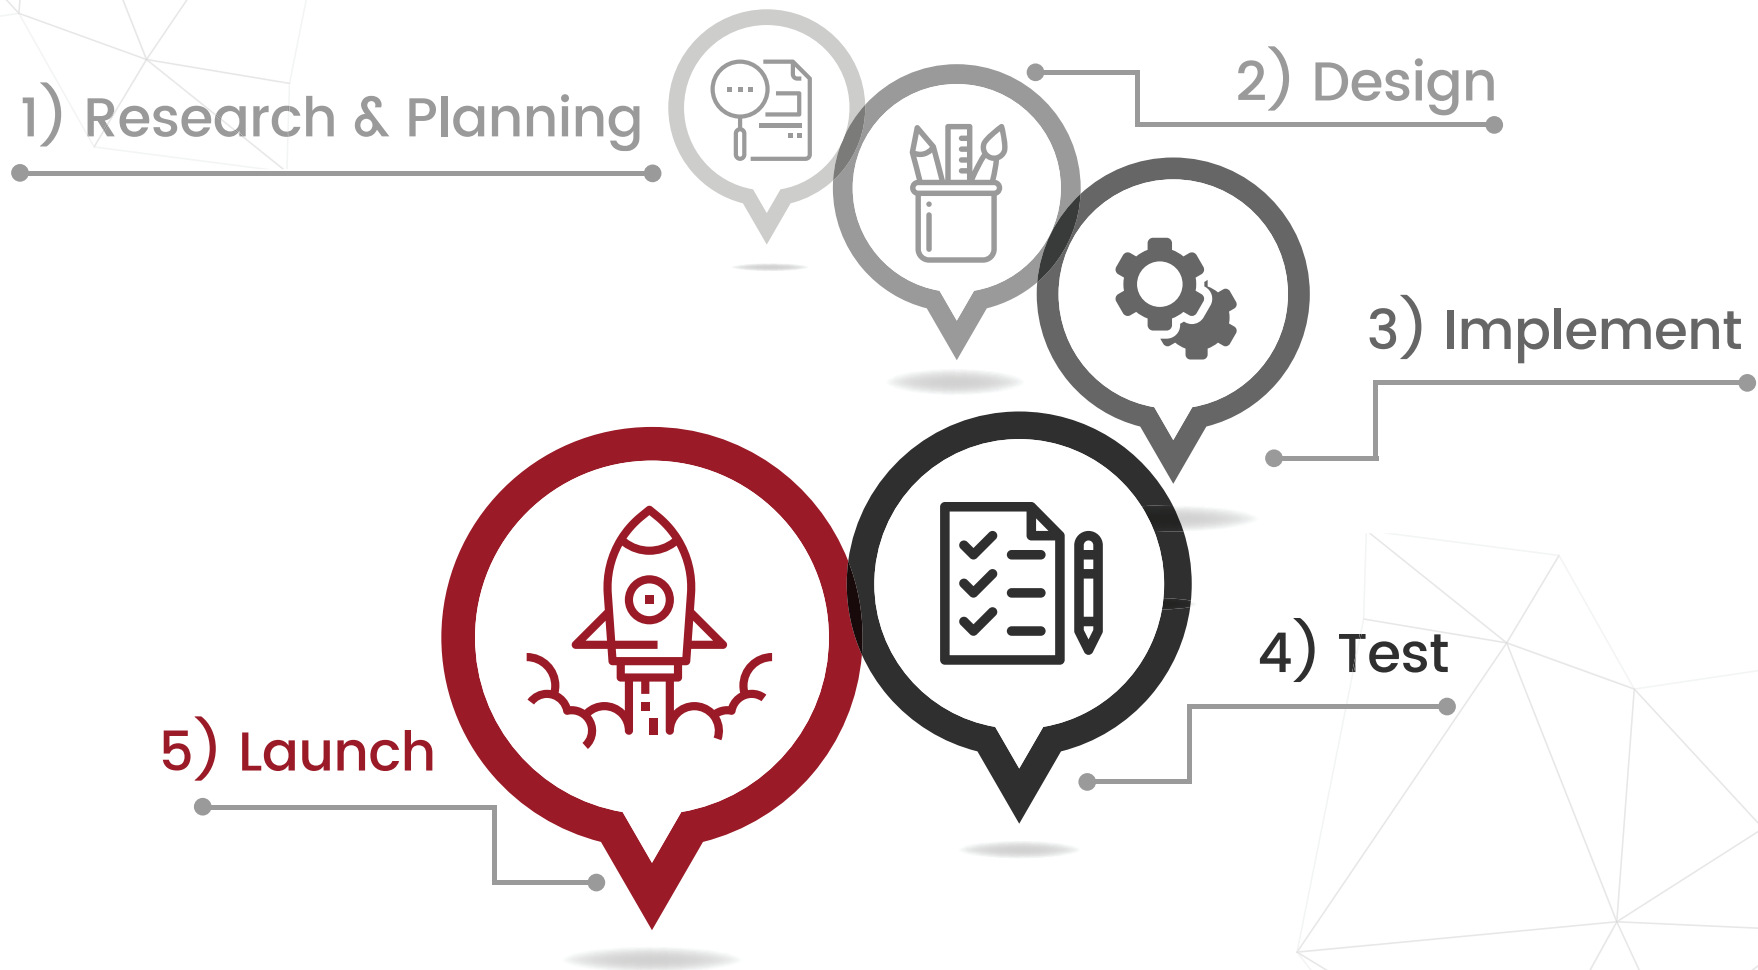 1) Research & Planning
2) Design
3) Implement
4) Test
5) Launch